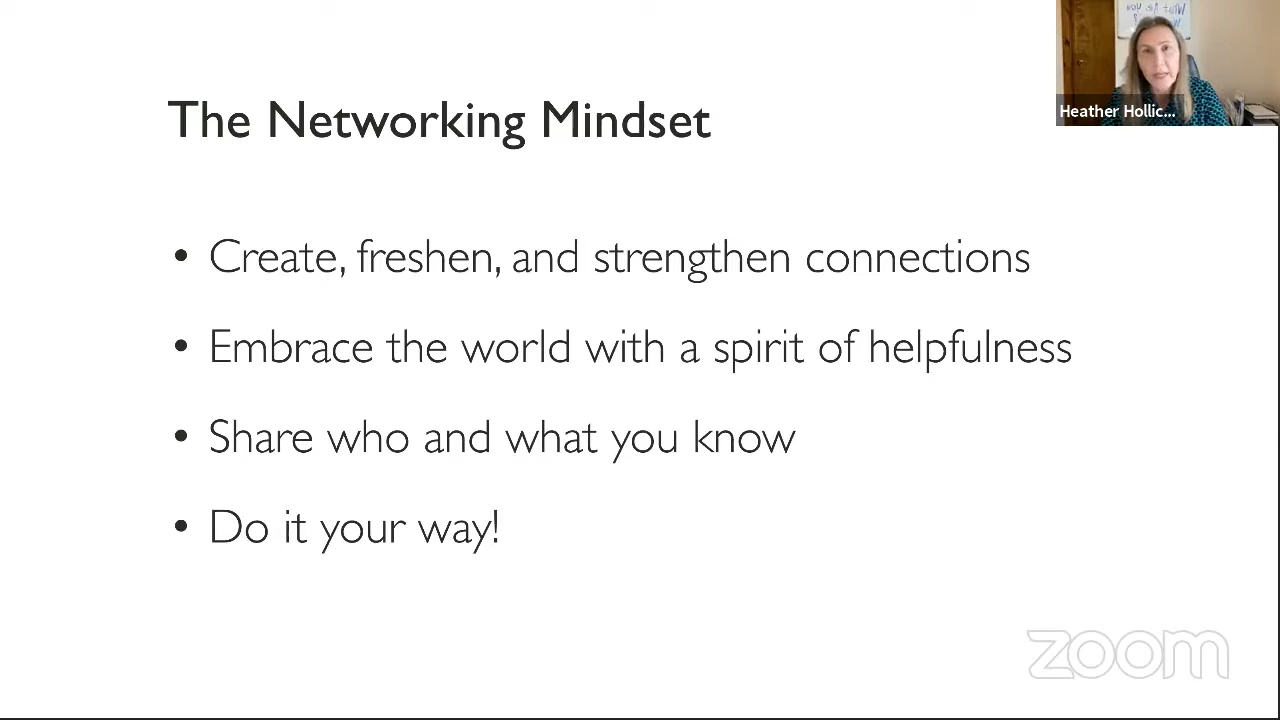 The Networking Mindset
Heather Hollic...
• Create, freshen, and strengthen connections
• Embrace the world with a spirit of helpfulness
• Share who and what you know
• Do it your way!
zoom